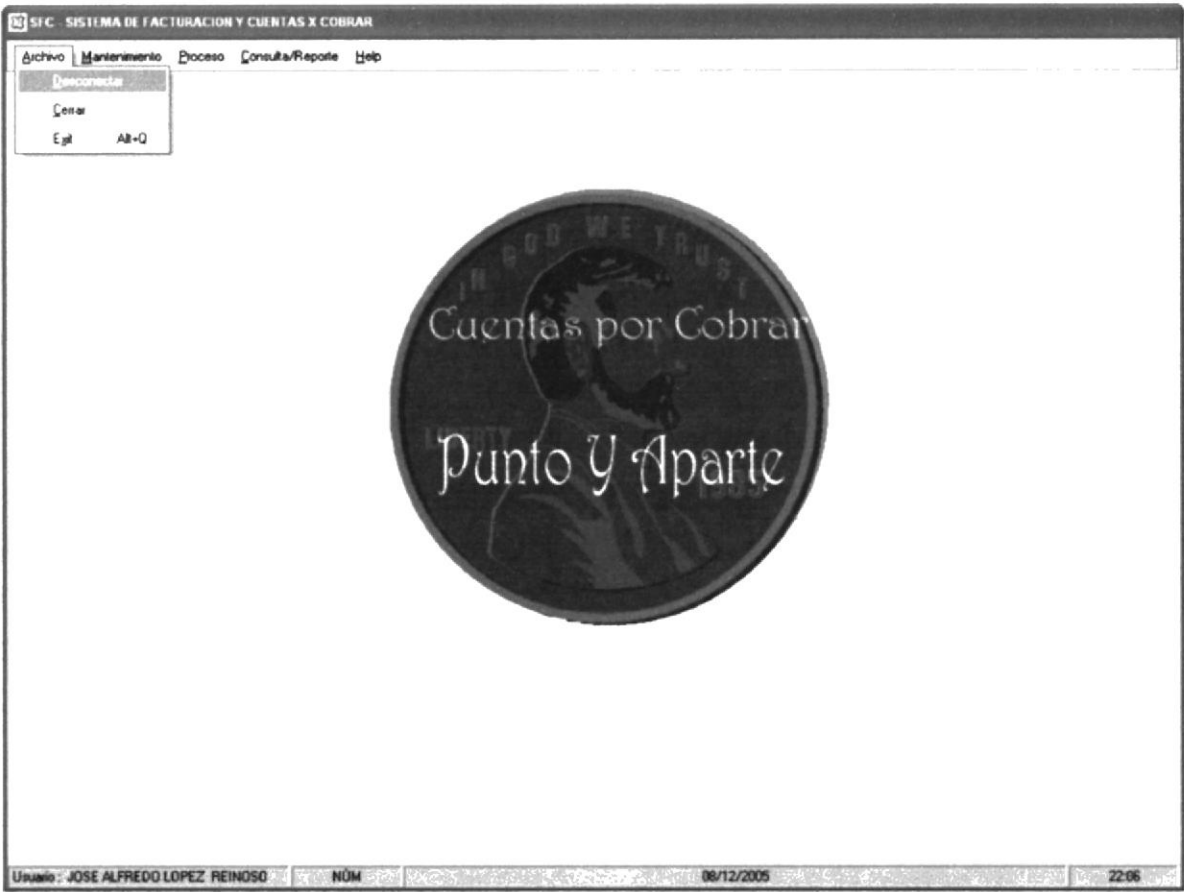 SFC - SISTEMA DE FACTURACION Y CUENTAS X COBRAR
Archivo Mantenimiento Proceso Consulta/Reporte Help
Desconectar
Cerrar
Exit Alt+Q
IN GOD WE TRUST
Cuentas por Cobrar
LIBERTY
Punto Y Aparte
Usuario : JOSE ALFREDO LOPEZ REINOSO NÚM 08/12/2005 22:06